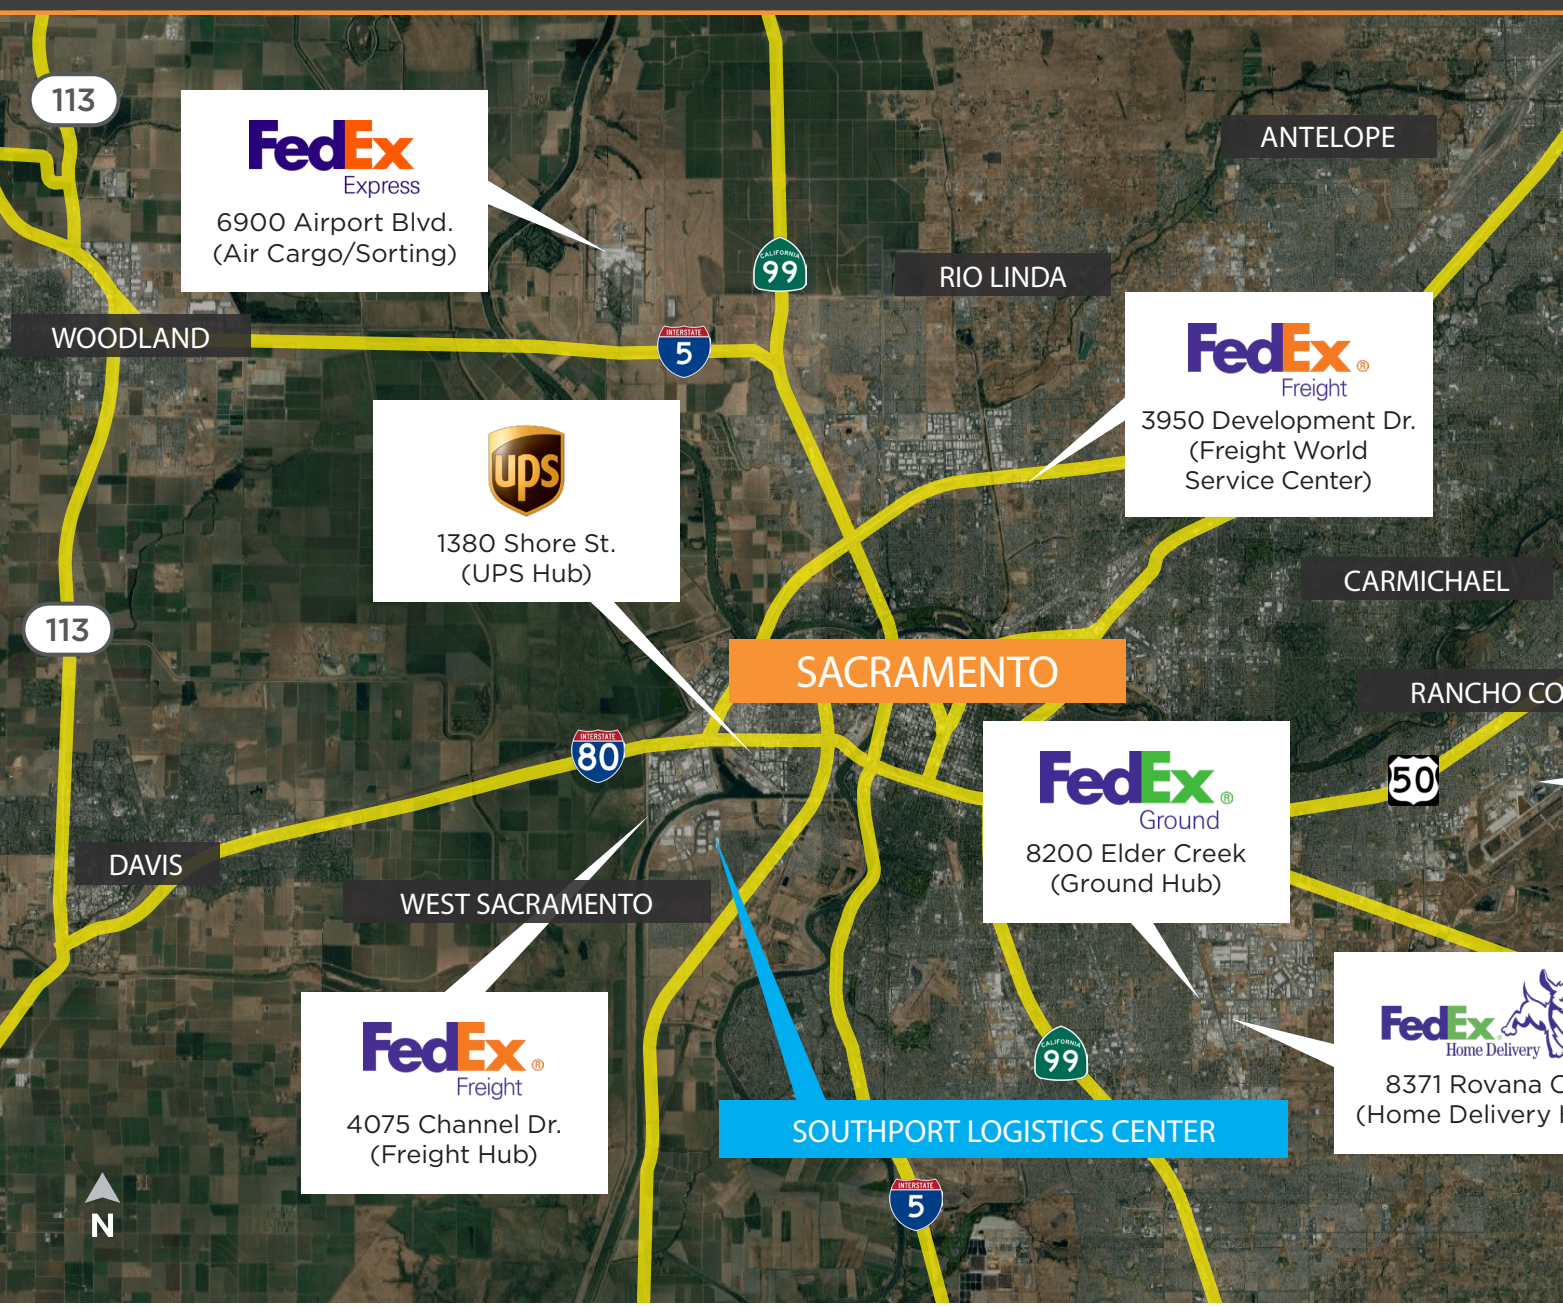 113
FedEx
Express
6900 Airport Blvd.
(Air Cargo/Sorting)
ANTELOPE
CALIFORNIA
99
RIO LINDA
WOODLAND
INTERSTATE
5
FedEx®
Freight
3950 Development Dr.
(Freight World
Service Center)
ups
1380 Shore St.
(UPS Hub)
CARMICHAEL
113
SACRAMENTO
RANCHO CO
INTERSTATE
80
50
FedEx®
Ground
8200 Elder Creek
(Ground Hub)
DAVIS
WEST SACRAMENTO
FedEx®
Freight
4075 Channel Dr.
(Freight Hub)
FedEx
Home Delivery
8371 Rovana
(Home Delivery
CALIFORNIA
99
SOUTHPORT LOGISTICS CENTER
INTERSTATE
5
N